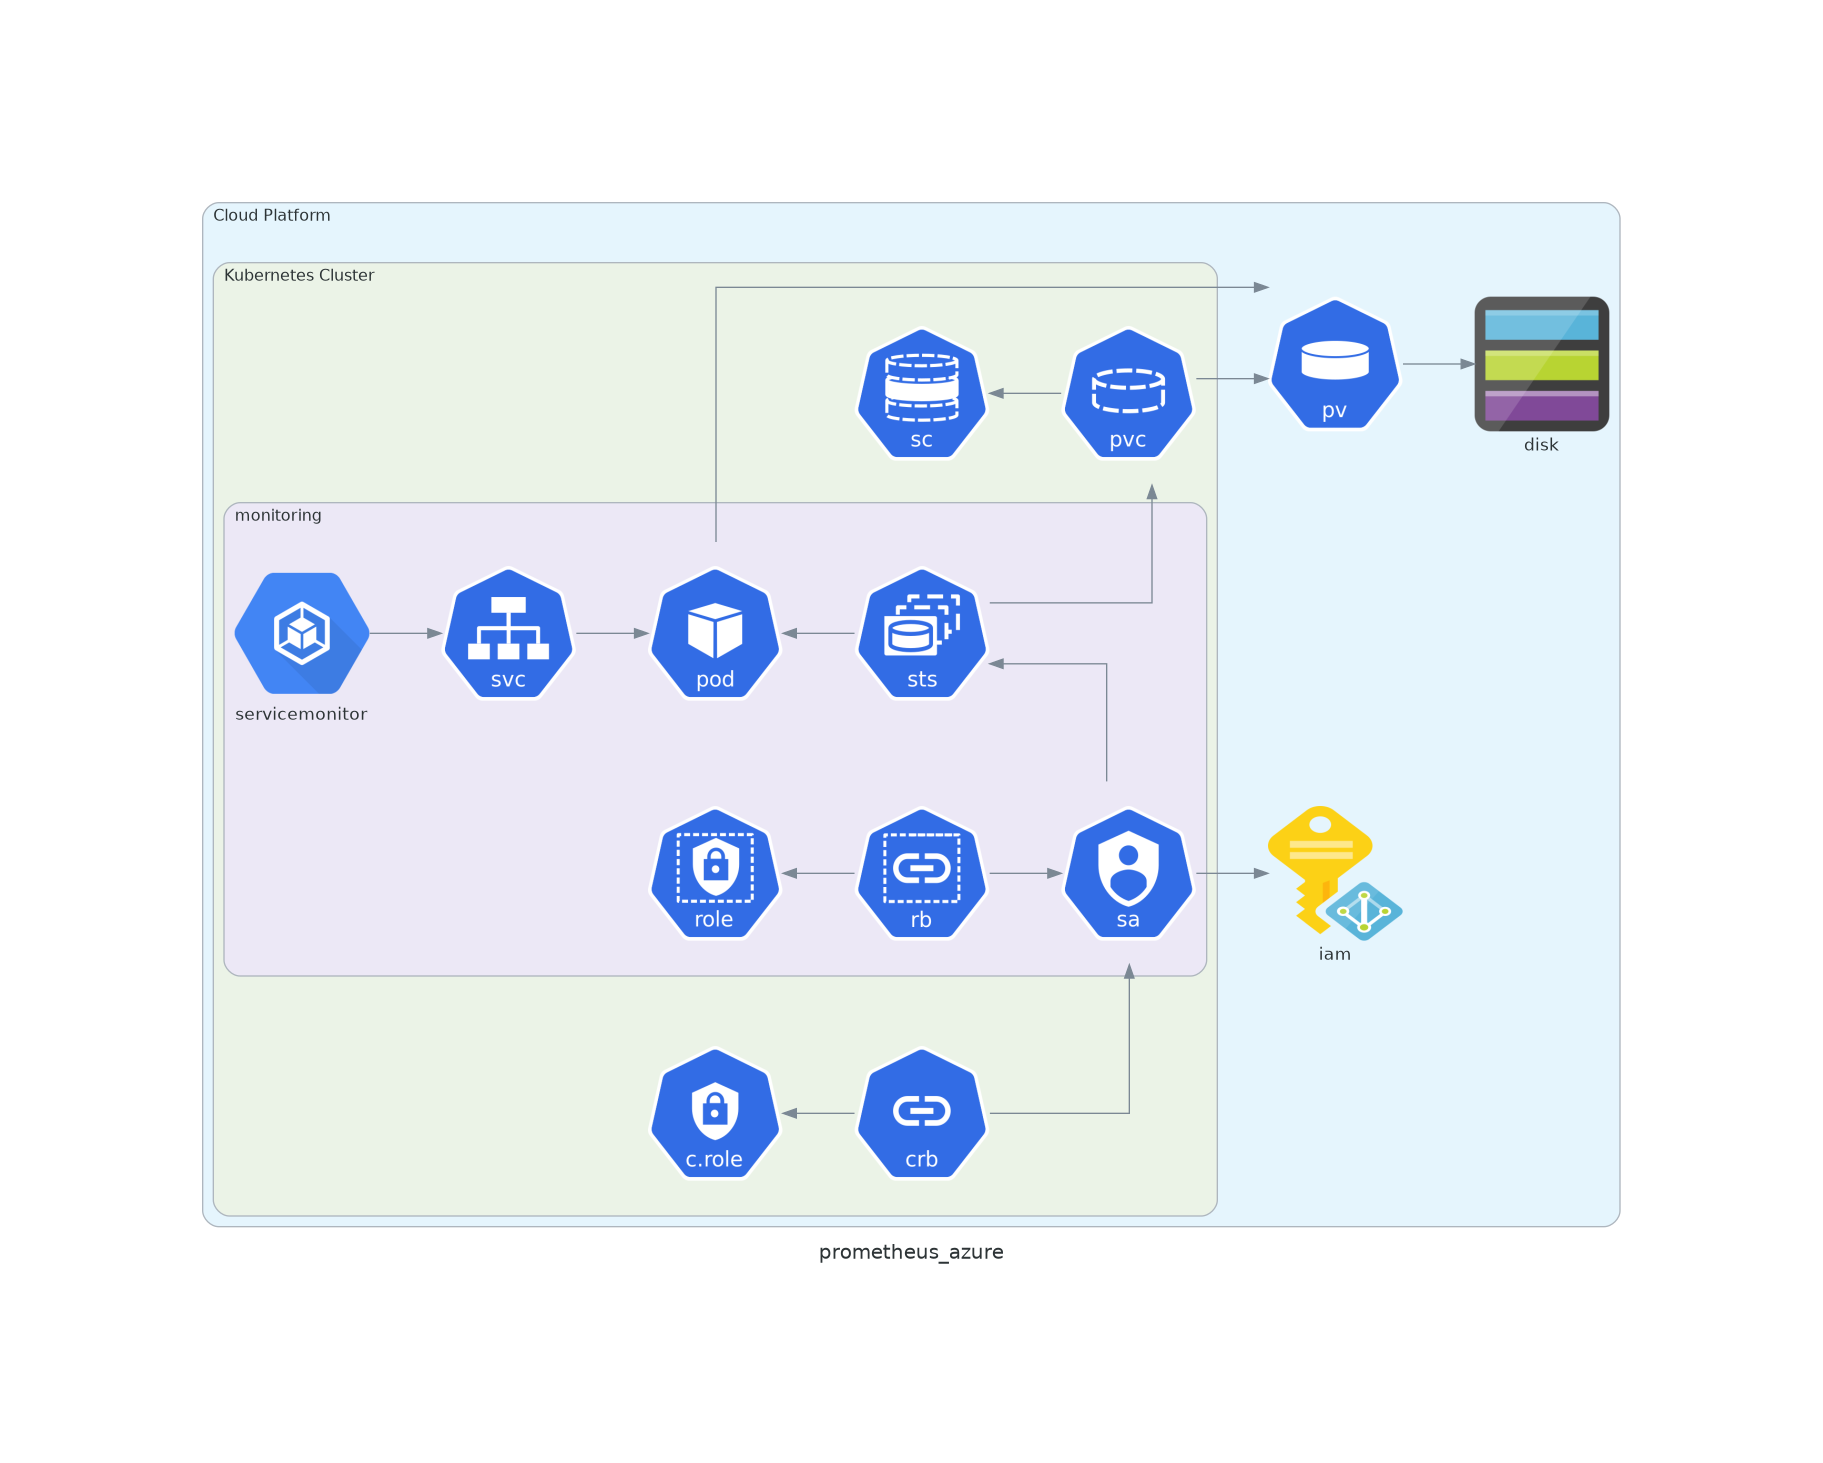 Cloud Platform
Kubernetes Cluster
sc
pvc
pv
disk
monitoring
svc
pod
sts
servicemonitor
role
rb
sa
iam
c.role
crb
prometheus_azure